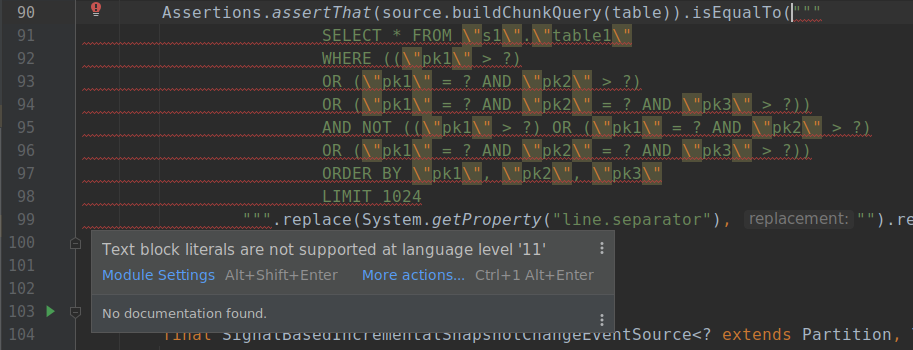 90 Assertions.assertThat(source.buildChunkQuery(table)).isEqualTo("""
91 SELECT * FROM \"s1\".\"table1\"
92 WHERE ((\"pk1\" > ?)
93 OR (\"pk1\" = ? AND \"pk2\" > ?)
94 OR (\"pk1\" = ? AND \"pk2\" = ? AND \"pk3\" > ?))
95 AND NOT ((\"pk1\" > ?) OR (\"pk1\" = ? AND \"pk2\" > ?)
96 OR (\"pk1\" = ? AND \"pk2\" = ? AND \"pk3\" > ?))
97 ORDER BY \"pk1\", \"pk2\", \"pk3\"
98 LIMIT 1024
99 """.replace(System.getProperty("line.separator"), replacement: "").re
100
101
102
103
104 final SignalBasedIncrementalSnapshotChangeEventSource<? extends Partition,
Text block literals are not supported at language level '11'
Module Settings Alt+Shift+Enter More actions... Ctrl+1 Alt+Enter
No documentation found.